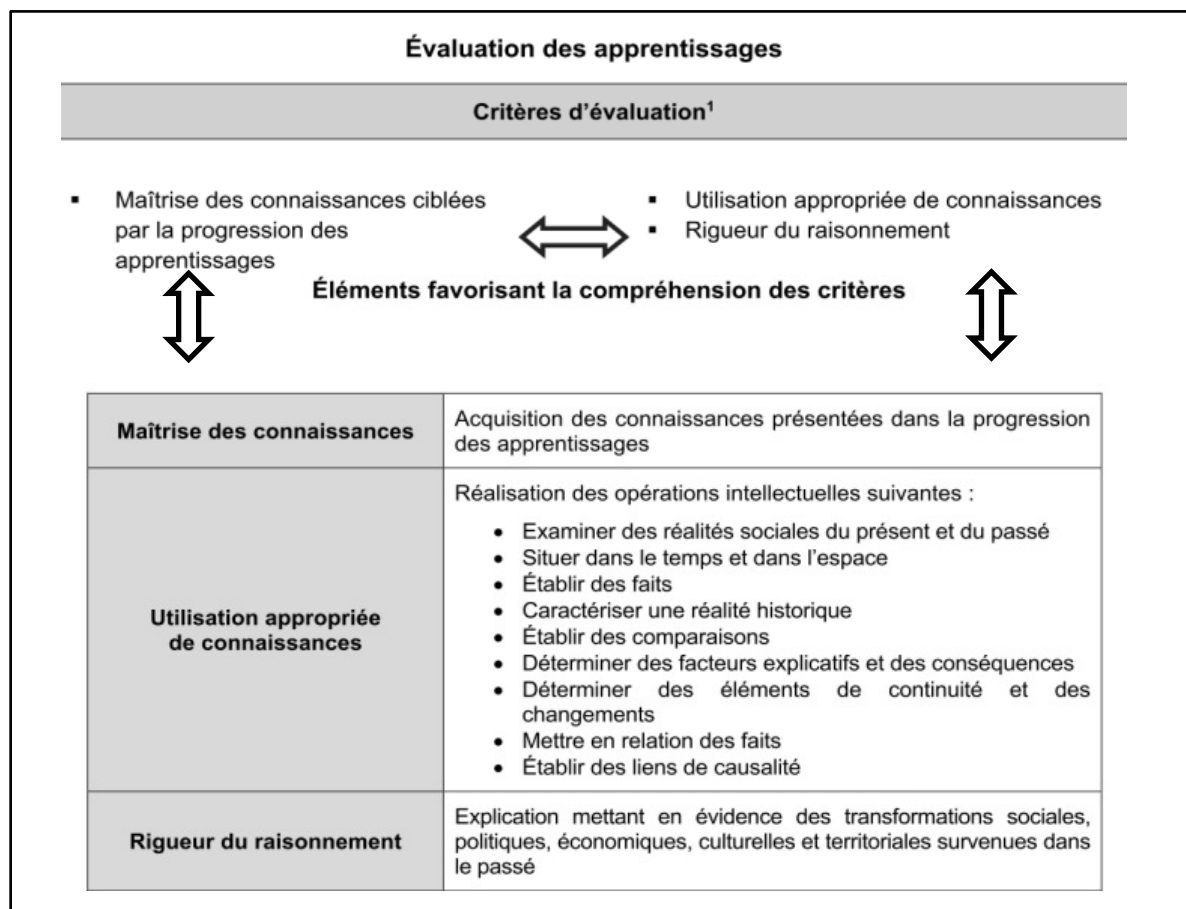 Évaluation des apprentissages
Critères d'évaluation¹
▪ Maîtrise des connaissances ciblées
par la progression des
apprentissages
▪ Utilisation appropriée de connaissances
▪ Rigueur du raisonnement
Éléments favorisant la compréhension des critères
Maîtrise des connaissances
Acquisition des connaissances présentées dans la progression
des apprentissages
Utilisation appropriée
de connaissances
Réalisation des opérations intellectuelles suivantes :
• Examiner des réalités sociales du présent et du passé
• Situer dans le temps et dans l'espace
• Établir des faits
• Caractériser une réalité historique
• Établir des comparaisons
• Déterminer des facteurs explicatifs et des conséquences
• Déterminer des éléments de continuité et des
changements
• Mettre en relation des faits
• Établir des liens de causalité
Rigueur du raisonnement
Explication mettant en évidence des transformations sociales,
politiques, économiques, culturelles et territoriales survenues dans
le passé